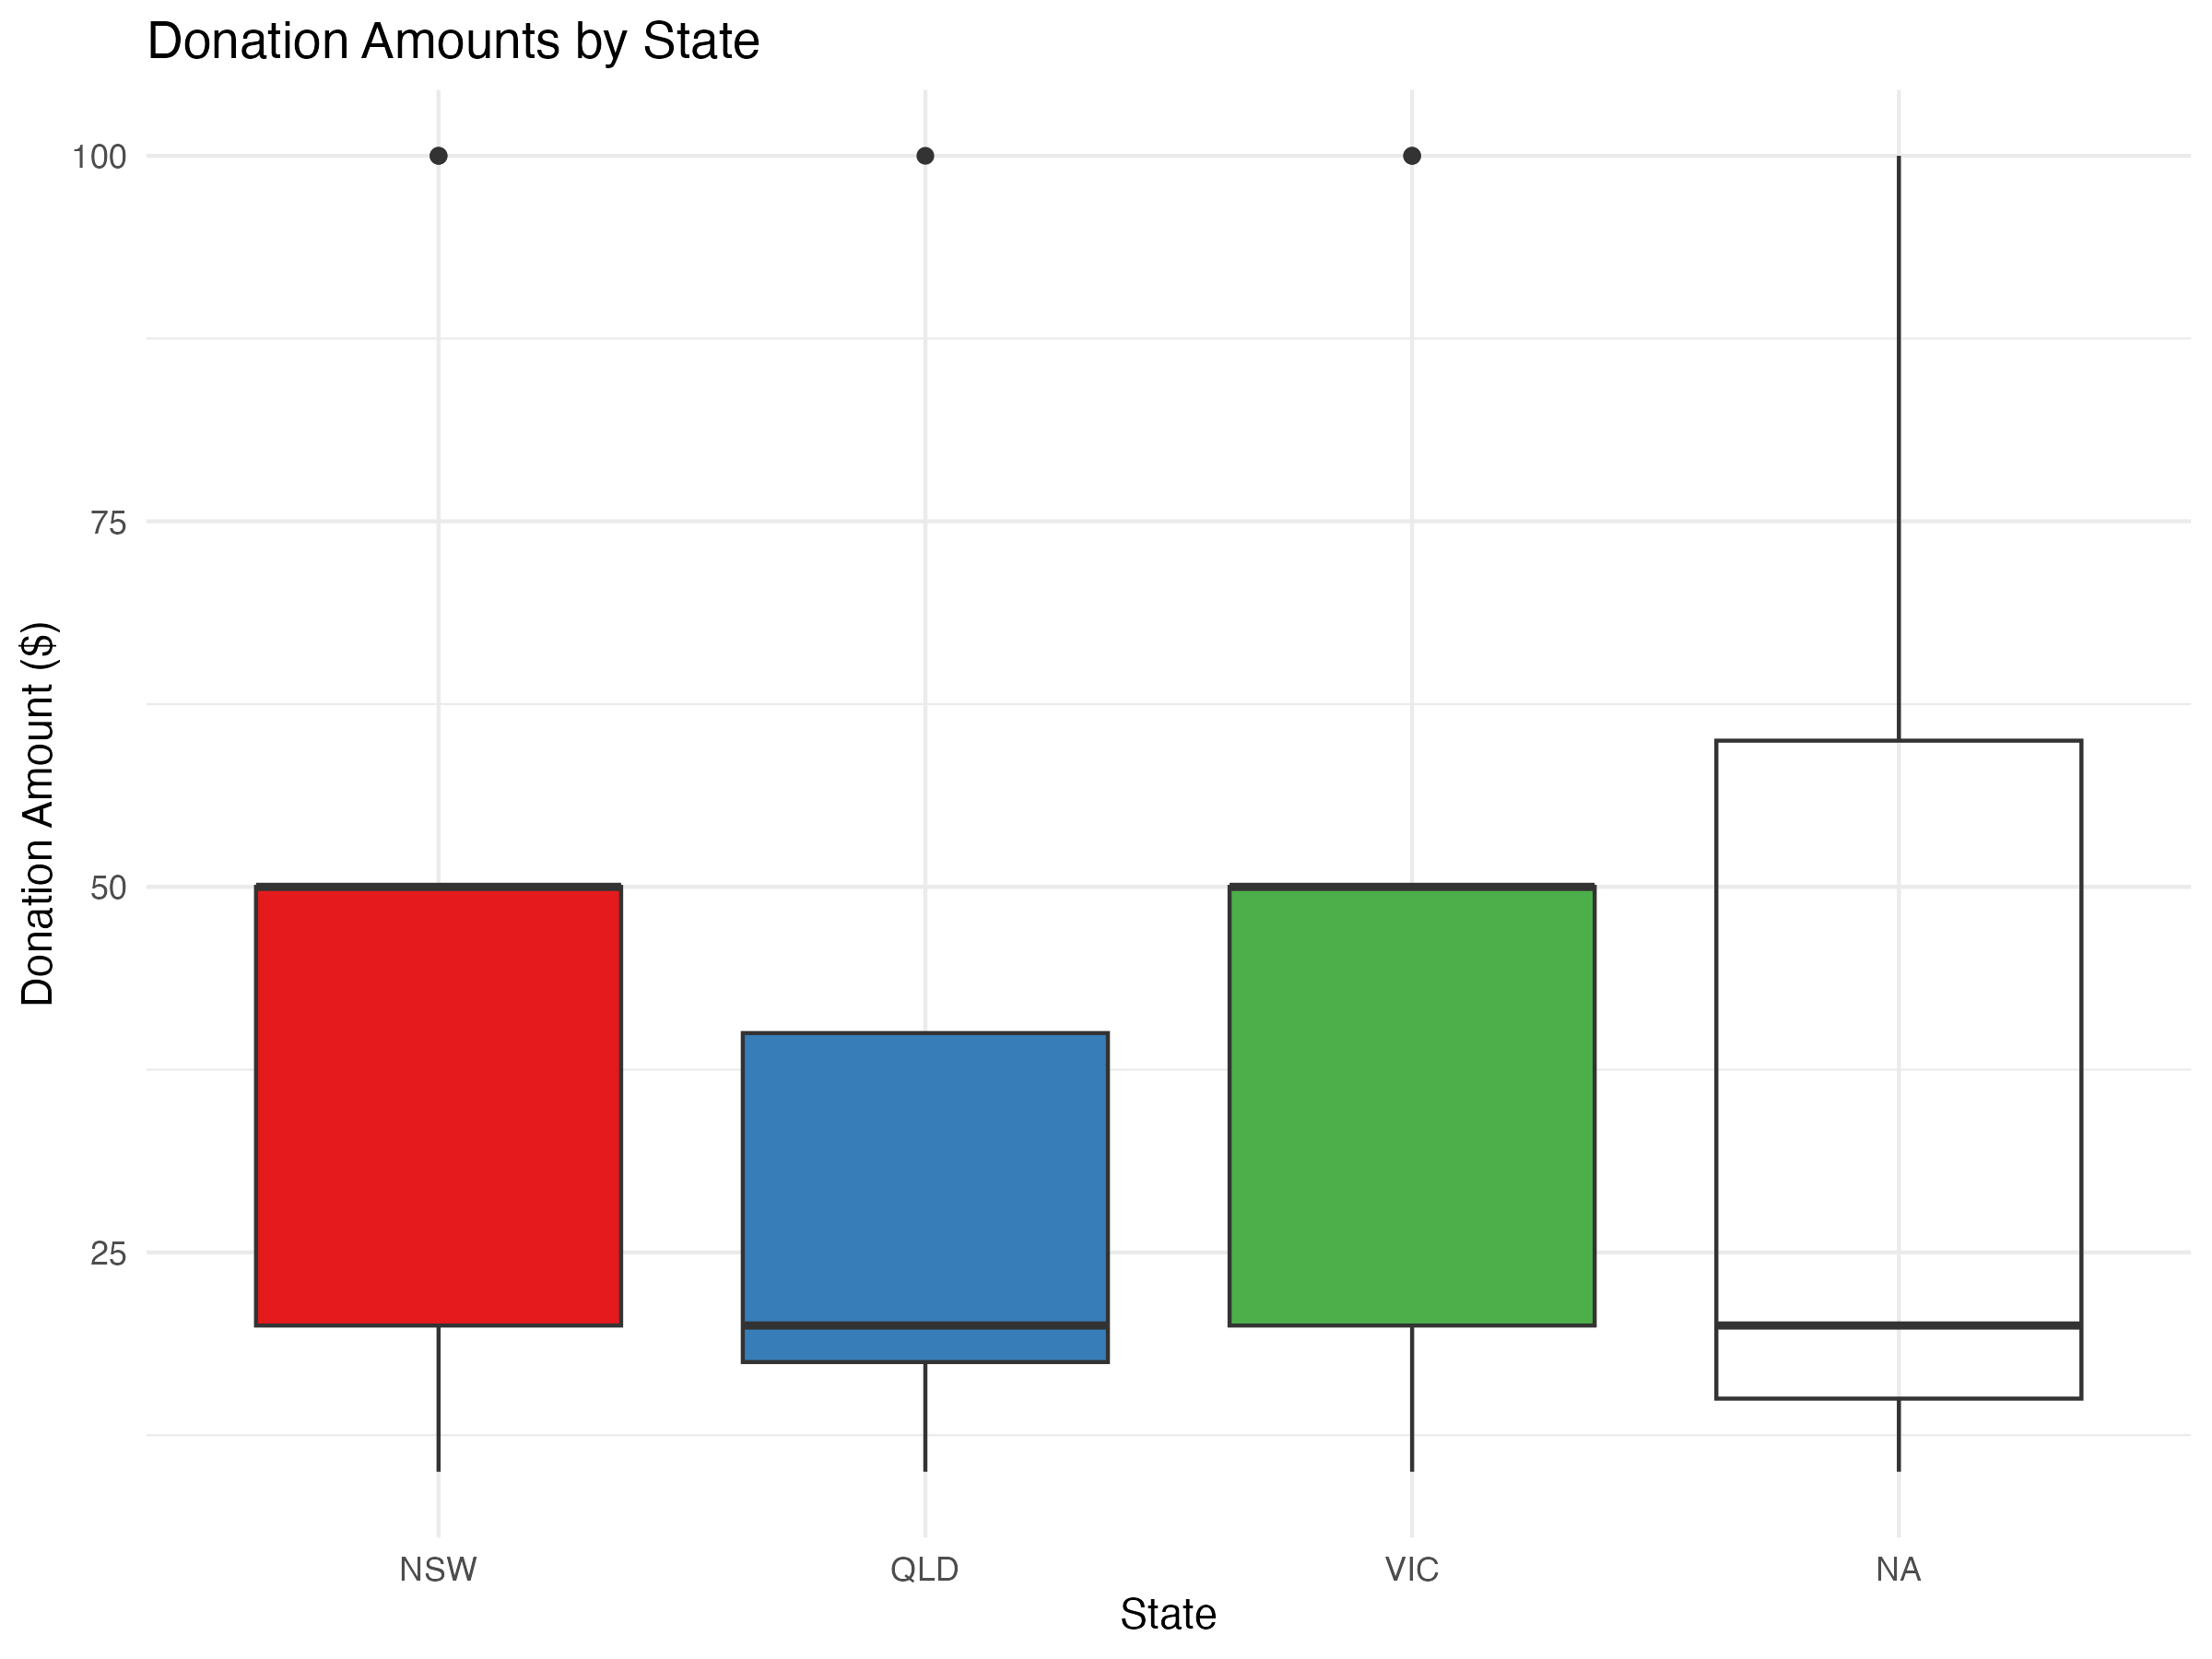 Donation Amounts by State
Donation Amount ($)
100
75
50
25
NSW QLD VIC NA
State